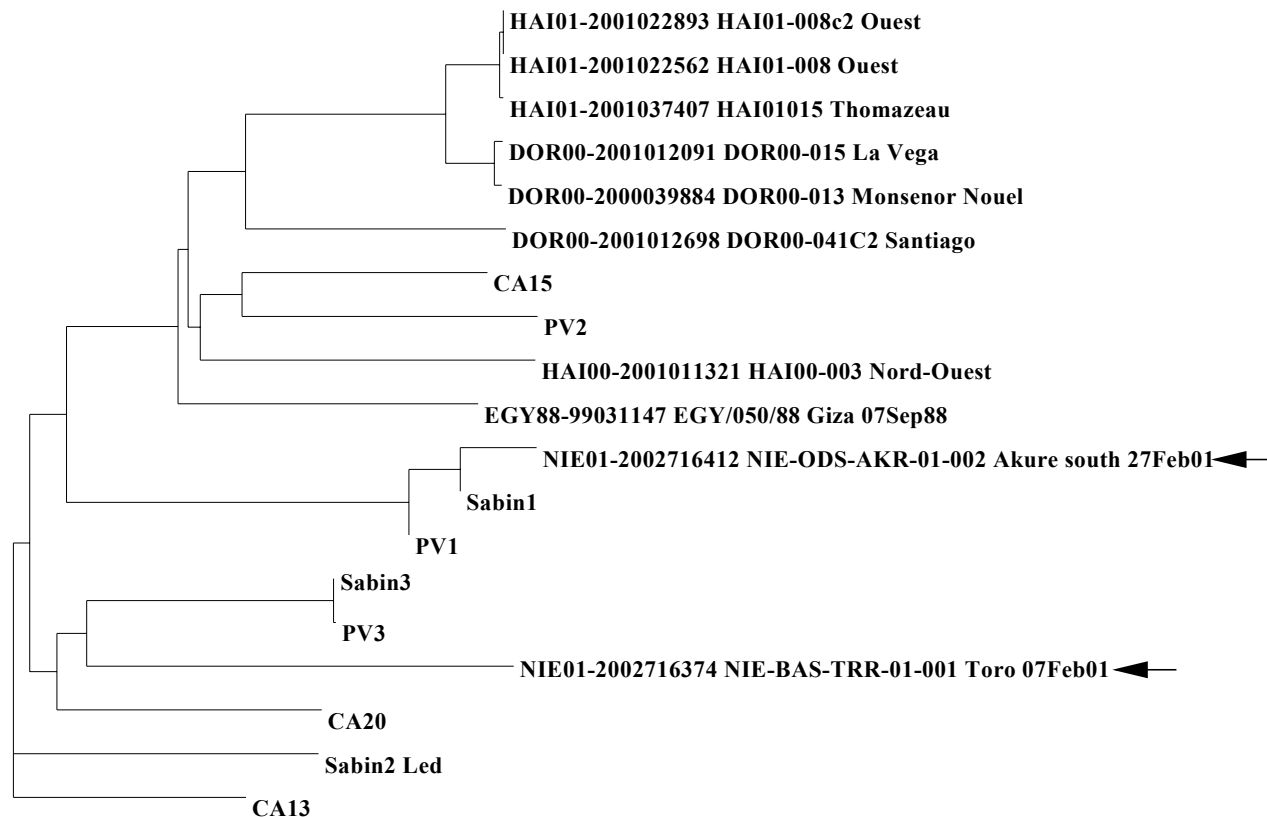 HAI01-2001022893 HAI01-008c2 Ouest
HAI01-2001022562 HAI01-008 Ouest
HAI01-2001037407 HAI01015 Thomazeau
DOR00-2001012091 DOR00-015 La Vega
DOR00-2000039884 DOR00-013 Monsenor Nouel
DOR00-2001012698 DOR00-041C2 Santiago
CA15
PV2
HAI00-2001011321 HAI00-003 Nord-Ouest
EGY88-99031147 EGY/050/88 Giza 07Sep88
NIE01-2002716412 NIE-ODS-AKR-01-002 Akure south 27Feb01
Sabin1
PV1
Sabin3
PV3
NIE01-2002716374 NIE-BAS-TRR-01-001 Toro 07Feb01
CA20
Sabin2 Led
CA13